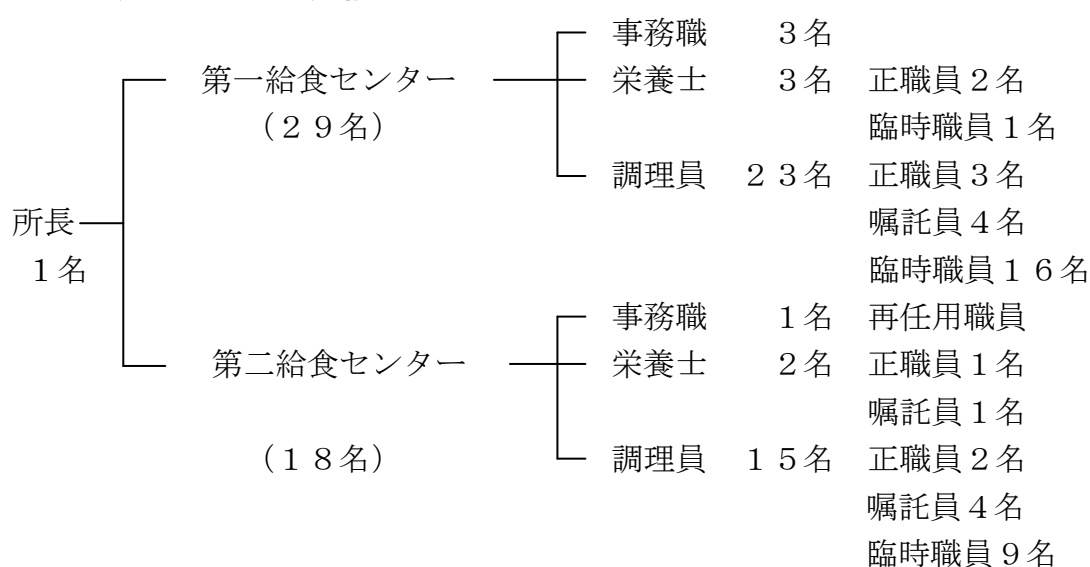 事務職 3名
第一給食センター 栄養士 3名 正職員2名
(29名) 臨時職員1名
調理員 23名 正職員3名
所長 嘱託員4名
1名 臨時職員16名
事務職 1名 再任用職員
第二給食センター 栄養士 2名 正職員1名
嘱託員1名
(18名) 調理員 15名 正職員2名
嘱託員4名
臨時職員9名